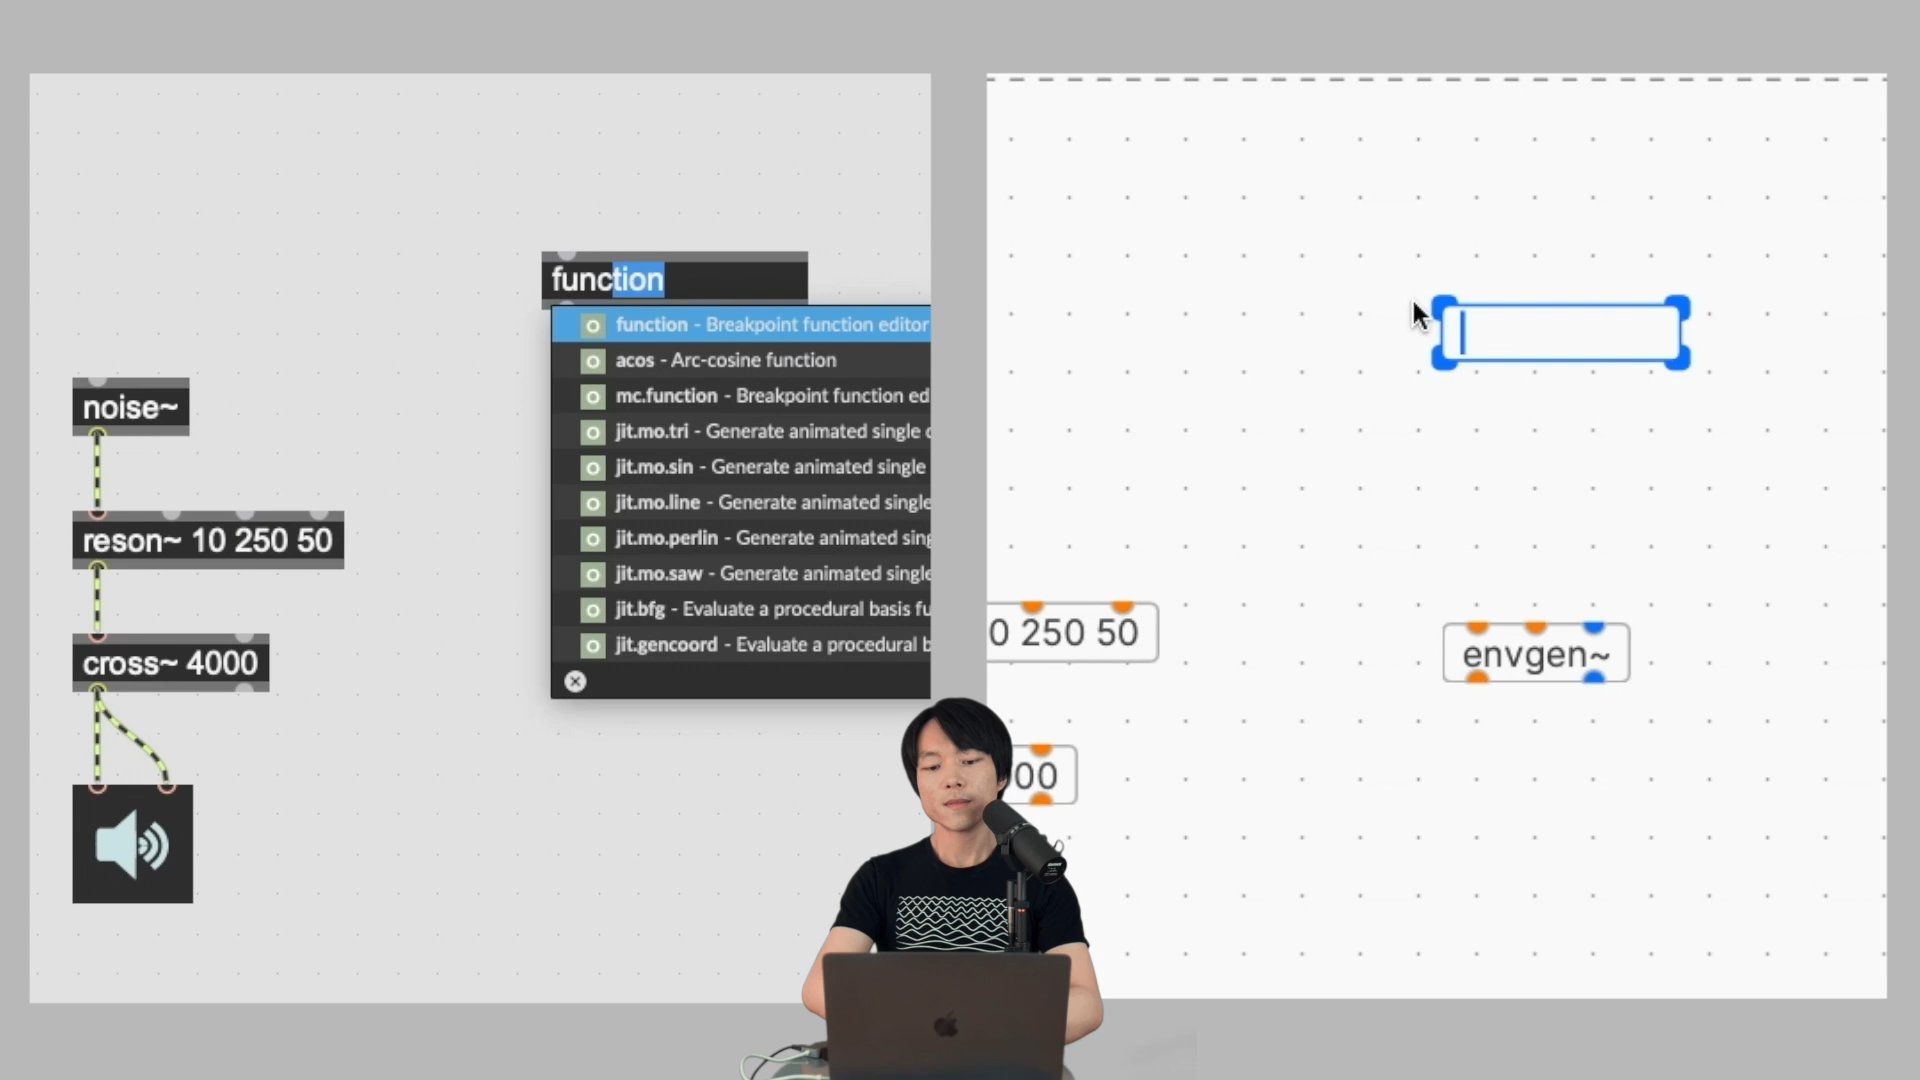 function
function - Breakpoint function editor
acos - Arc-cosine function
mc.function - Breakpoint function ed
jit.mo.tri - Generate animated single
jit.mo.sin - Generate animated single
jit.mo.line - Generate animated single
jit.mo.perlin - Generate animated sing
jit.mo.saw - Generate animated single
jit.bfg - Evaluate a procedural basis fu
jit.gencoord - Evaluate a procedural b
noise~
reson~ 10 250 50
cross~ 4000
0 250 50
00
envgen~